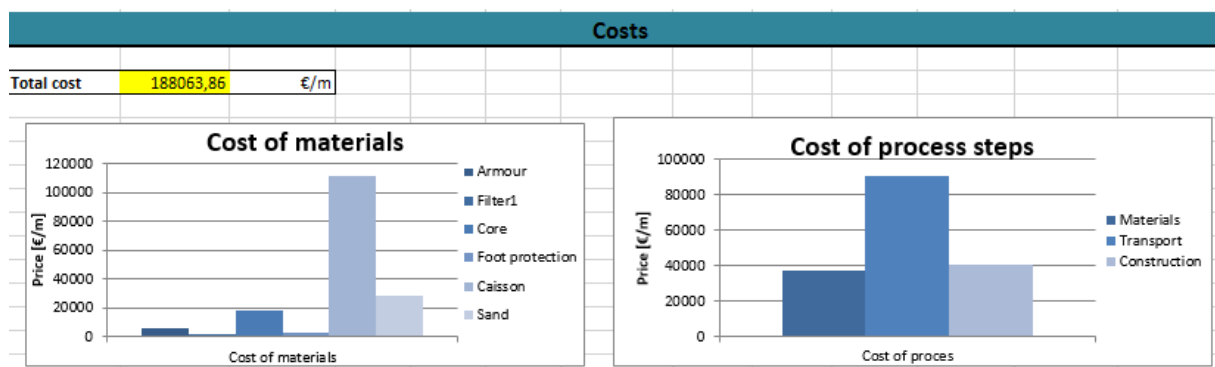 Costs
Total cost 188063,86 €/m
Cost of materials
Price [€/m]
120000
100000
80000
60000
40000
20000
0
Cost of materials
Armour
Filter1
Core
Foot protection
Caisson
Sand
Cost of process steps
Price [€/m]
100000
80000
60000
40000
20000
0
Cost of proces
Materials
Transport
Construction